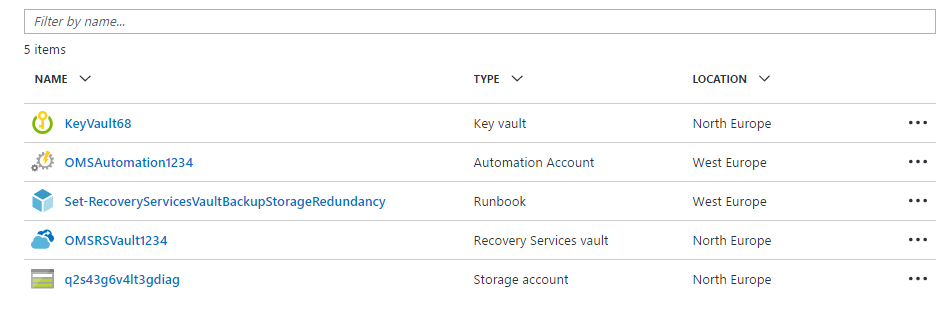 Filter by name...
5 items
NAME TYPE LOCATION
KeyVault68 Key vault North Europe
OMSAutomation1234 Automation Account West Europe
Set-RecoveryServicesVaultBackupStorageRedundancy Runbook West Europe
OMSRSVault1234 Recovery Services vault North Europe
q2s43g6v4lt3gdiag Storage account North Europe